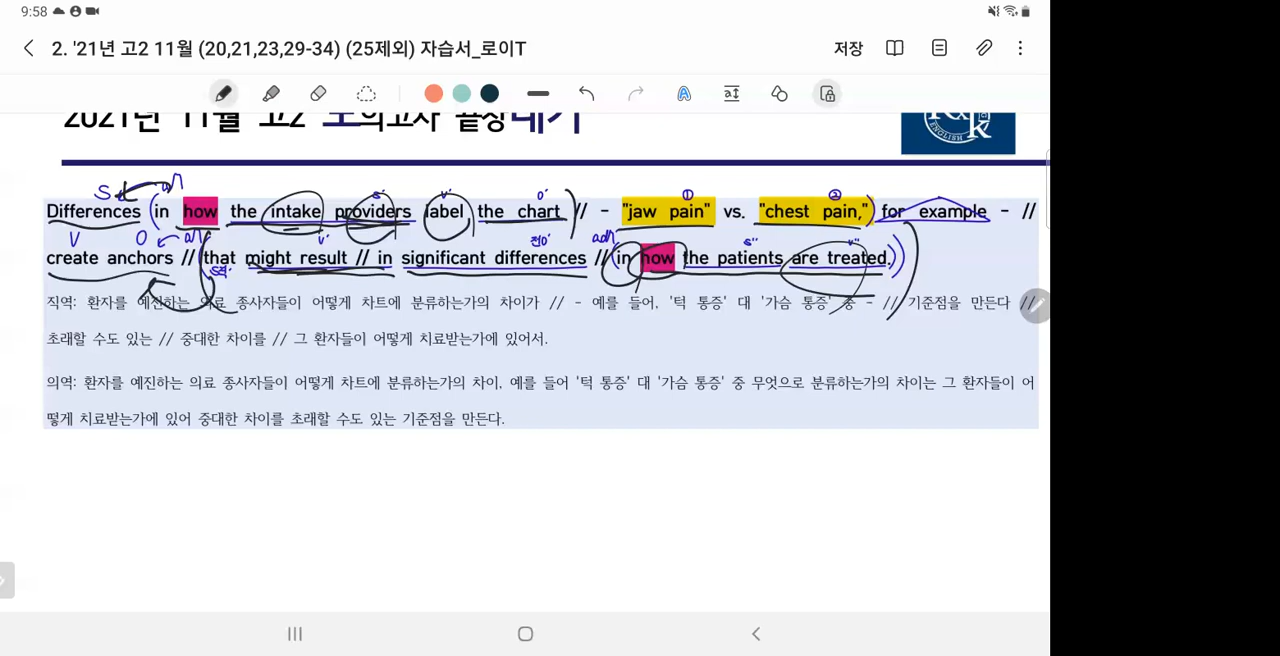 9:58
2. '21년 고2 11월 (20,21,23,29-34) (25제외) 자습서_로이T
저장
2021년 11월 고2 모의고사 끝장내기
ENGLISH
S
Differences (in how the intake providers label the chart) // - "jaw pain" vs. "chest pain,") for example - //
s' v' o' ① ②
V O
create anchors // (that might result // in significant differences // (in how the patients are treated.))
v' 전o' s" v"
직역: 환자를 예진하는 의료 종사자들이 어떻게 차트에 분류하는가의 차이가 // - 예를 들어, '턱 통증' 대 '가슴 통증' 중 - // 기준점을 만든다 //
초래할 수도 있는 // 중대한 차이를 // 그 환자들이 어떻게 치료받는가에 있어서.
의역: 환자를 예진하는 의료 종사자들이 어떻게 차트에 분류하는가의 차이, 예를 들어 '턱 통증' 대 '가슴 통증' 중 무엇으로 분류하는가의 차이는 그 환자들이 어
떻게 치료받는가에 있어 중대한 차이를 초래할 수도 있는 기준점을 만든다.